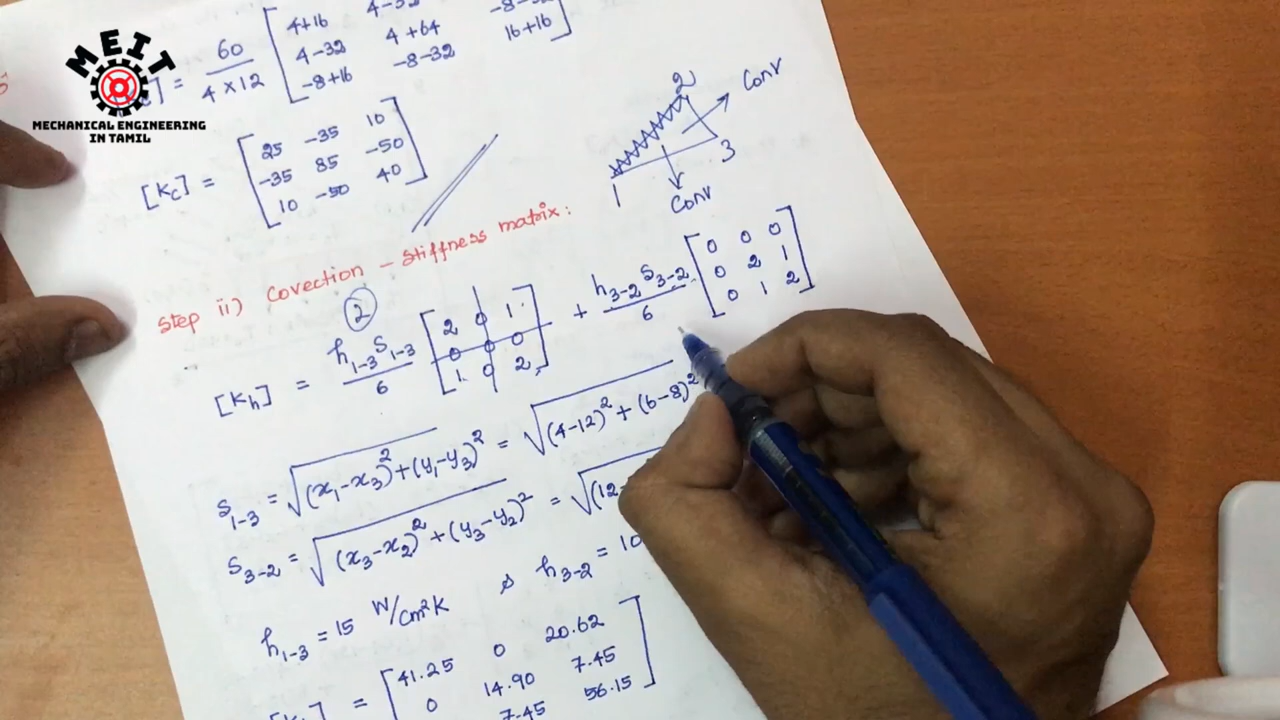 MEIT
MECHANICAL ENGINEERING
IN TAMIL
] = 60 / 4×12 [ 4+16
4-32 4+64
-8+16 -8-32 16+16 ]
[Kc] = [ 25 -35 10
-35 85 -50
10 -50 40 ]
2 Conv
1 3
Conv
Step ii) Covection - Stiffness matrix:
②
[Kh] = h1-3 S1-3 / 6 [ 2 0 1
0 0 0
1 0 2 ] + h3-2 S3-2 / 6 [ 0 0 0
0 2 1
0 1 2 ]
S1-3 = √(x1-x3)² + (y1-y3)² = √(4-12)² + (6-8)²
S3-2 = √(x3-x2)² + (y3-y2)² = √(12-
h1-3 = 15 W/cm²K & h3-2 = 10
= [ 41.25 0 20.62
0 14.90 7.45
7.45 56.15 ]